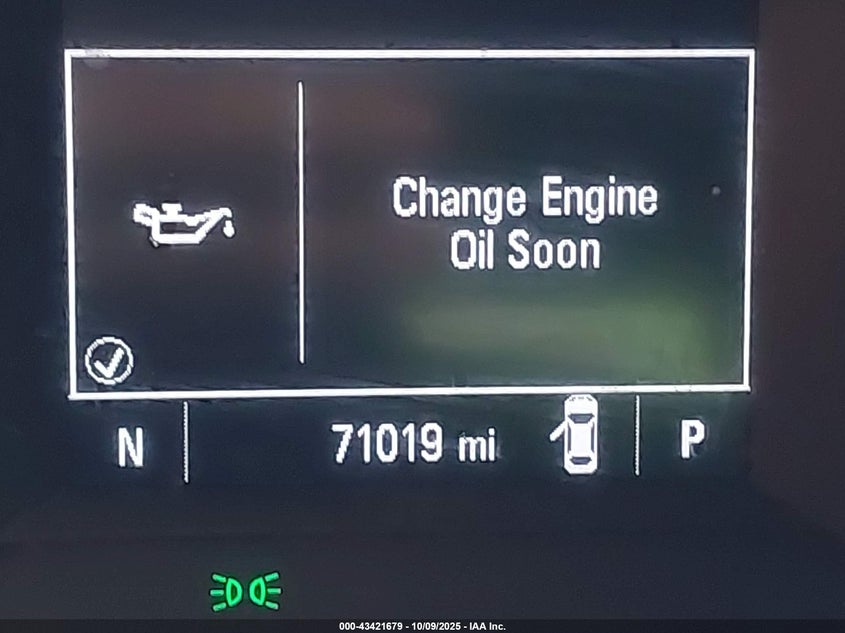 Change Engine
Oil Soon
N 71019 mi P
000-43421679 - 10/09/2025 - IAA Inc.